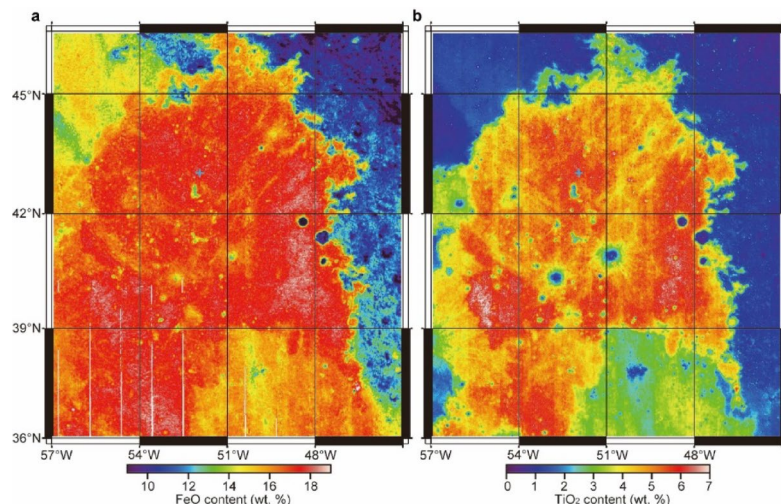 a b
45°N
42°N
39°N
36°N
57°W 54°W 51°W 48°W 57°W 54°W 51°W 48°W
10 12 14 16 18 0 1 2 3 4 5 6 7
FeO content (wt. %) TiO₂ content (wt. %)